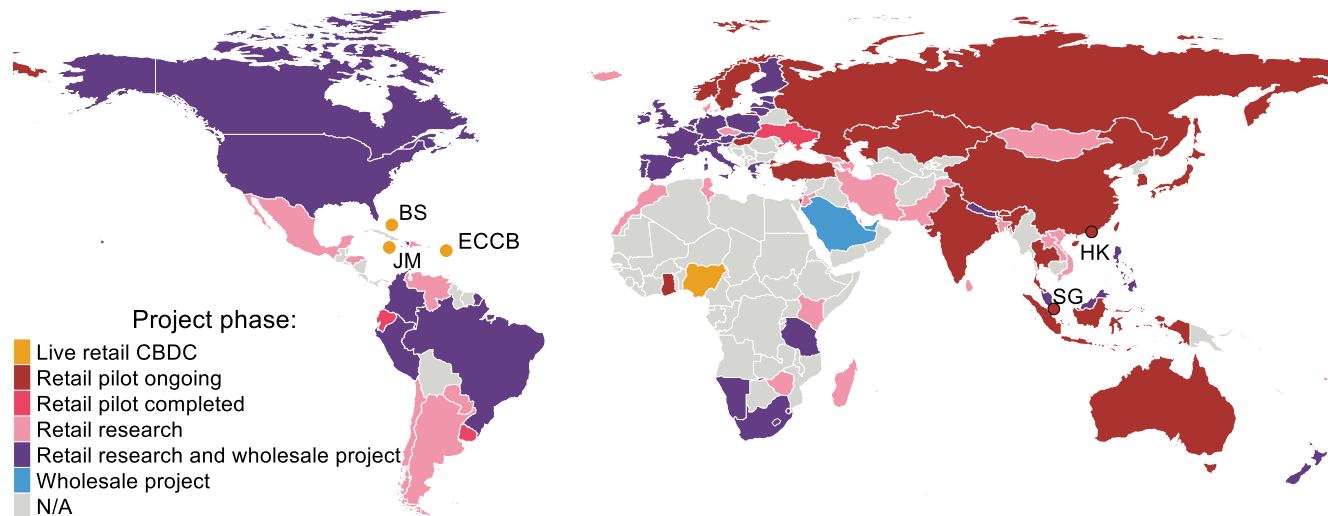 BS
ECCB
JM
HK
SG
Project phase:
Live retail CBDC
Retail pilot ongoing
Retail pilot completed
Retail research
Retail research and wholesale project
Wholesale project
N/A